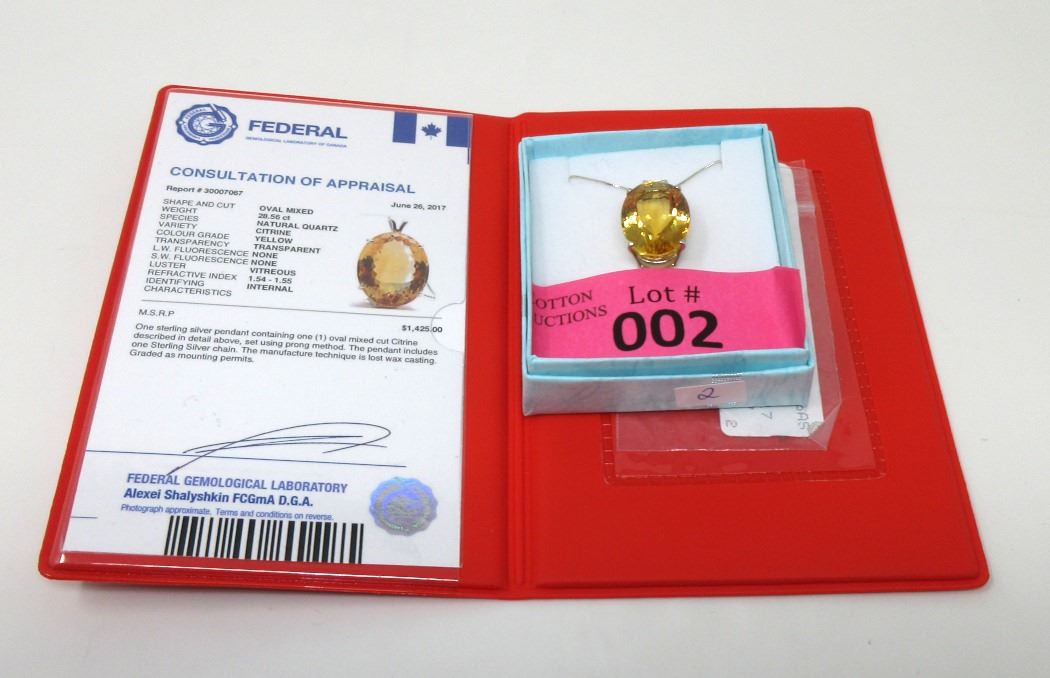 FEDERAL
GEMOLOGICAL LABORATORY OF CANADA
CONSULTATION OF APPRAISAL
Report # 30007067
June 26, 2017
SHAPE AND CUT OVAL MIXED
WEIGHT 28.56 ct
SPECIES NATURAL QUARTZ
VARIETY CITRINE
COLOUR GRADE YELLOW
TRANSPARENCY TRANSPARENT
L.W. FLUORESCENCE NONE
S.W. FLUORESCENCE NONE
LUSTER VITREOUS
REFRACTIVE INDEX 1.54 - 1.55
IDENTIFYING INTERNAL
CHARACTERISTICS
M.S.R.P $1,425.00
One sterling silver pendant containing one (1) oval mixed cut Citrine
described in detail above, set using prong method. The pendant includes
one Sterling Silver chain. The manufacture technique is lost wax casting.
Graded as mounting permits.
FEDERAL GEMOLOGICAL LABORATORY
Alexei Shalyshkin FCGmA D.G.A.
Photograph approximate. Terms and conditions on reverse.
OTTON
UCTIONS
Lot #
002
2